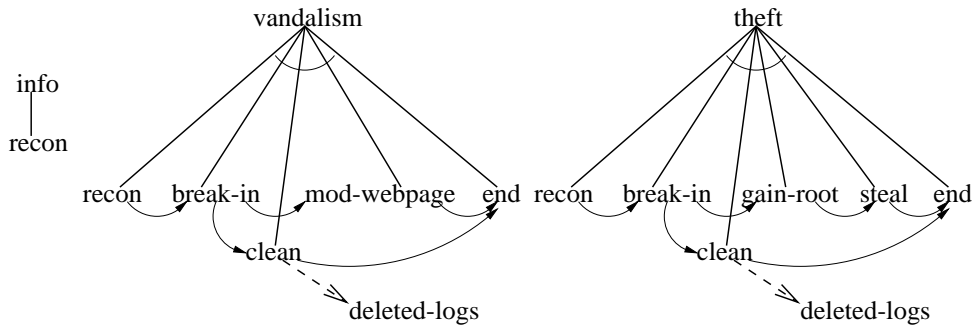 vandalism theft
info
recon
recon break-in mod-webpage end recon break-in gain-root steal end
clean clean
deleted-logs deleted-logs